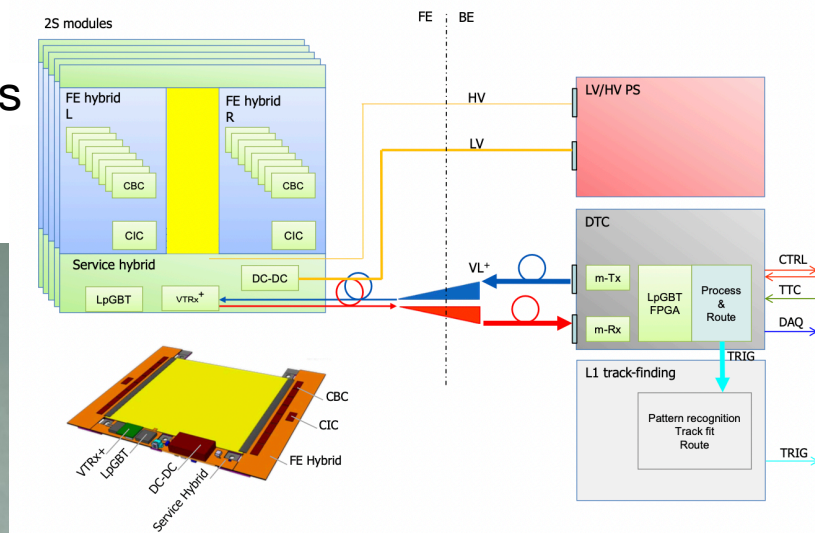 FE
BE
2S modules
s
FE hybrid
L
FE hybrid
R
CBC
CBC
CIC
CIC
Service hybrid
DC-DC
LpGBT
VTRx+
HV
LV
VL+
LV/HV PS
DTC
m-Tx
m-Rx
LpGBT
FPGA
Process
&
Route
CTRL
TTC
DAQ
TRIG
L1 track-finding
Pattern recognition
Track fit
Route
TRIG
CBC
CIC
FE Hybrid
VTRx+
LpGBT
DC-DC
Service Hybrid